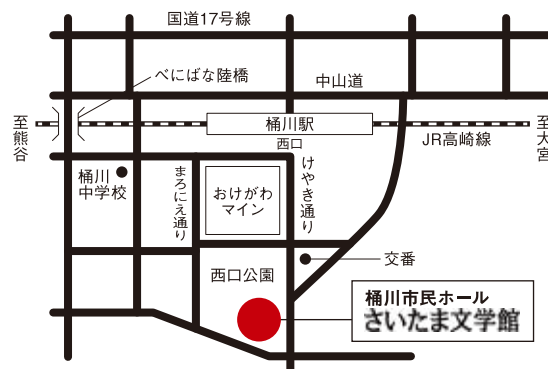 国道17号線
べにばな陸橋
中山道
至熊谷
桶川駅
至大宮
西口
JR高崎線
桶川
中学校
まろにえ通り
おけがわ
マイン
けやき通り
西口公園
交番
桶川市民ホール
さいたま文学館